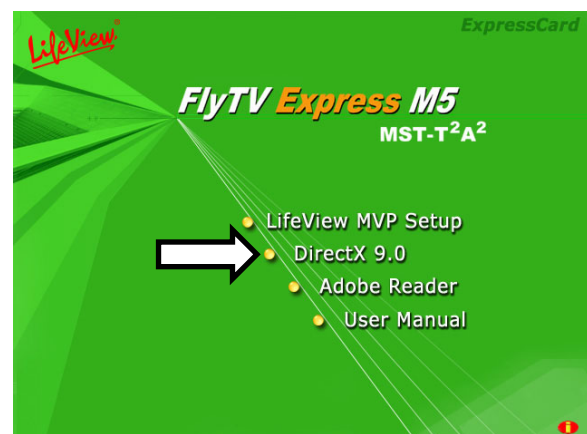 LifeView®
ExpressCard
FlyTV Express M5
MST-T²A²
LifeView MVP Setup
DirectX 9.0
Adobe Reader
User Manual
i